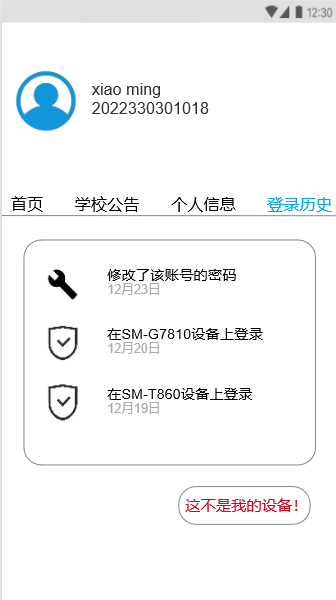 12:30
xiao ming
2022330301018
首页 学校公告 个人信息 登录历史
修改了该账号的密码
12月23日
在SM-G7810设备上登录
12月20日
在SM-T860设备上登录
12月19日
这不是我的设备！